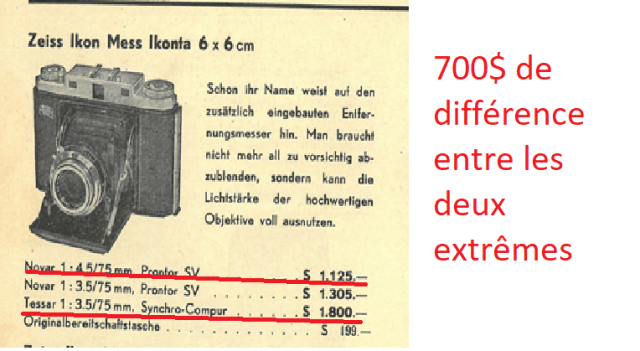 Zeiss Ikon Mess Ikonta 6 x 6 cm
Schon ihr Name weist auf den
zusätzlich eingebauten Entfer-
nungsmesser hin. Man braucht
nicht mehr all zu vorsichtig ab-
zublenden, sondern kann die
Lichtstärke der hochwertigen
Objektive voll ausnutzen.
Novar 1 : 4.5/75 mm, Prontor SV . . . . . . . . S 1.125.—
Novar 1 : 3.5/75 mm, Prontor SV . . . . . . . . S 1.305.—
Tessar 1 : 3.5/75 mm, Synchro-Compur . . . . . . S 1.800.—
Originalbereitschaftstasche . . . . . . . . . . . S 199.—
700$ de
différence
entre les
deux
extrêmes